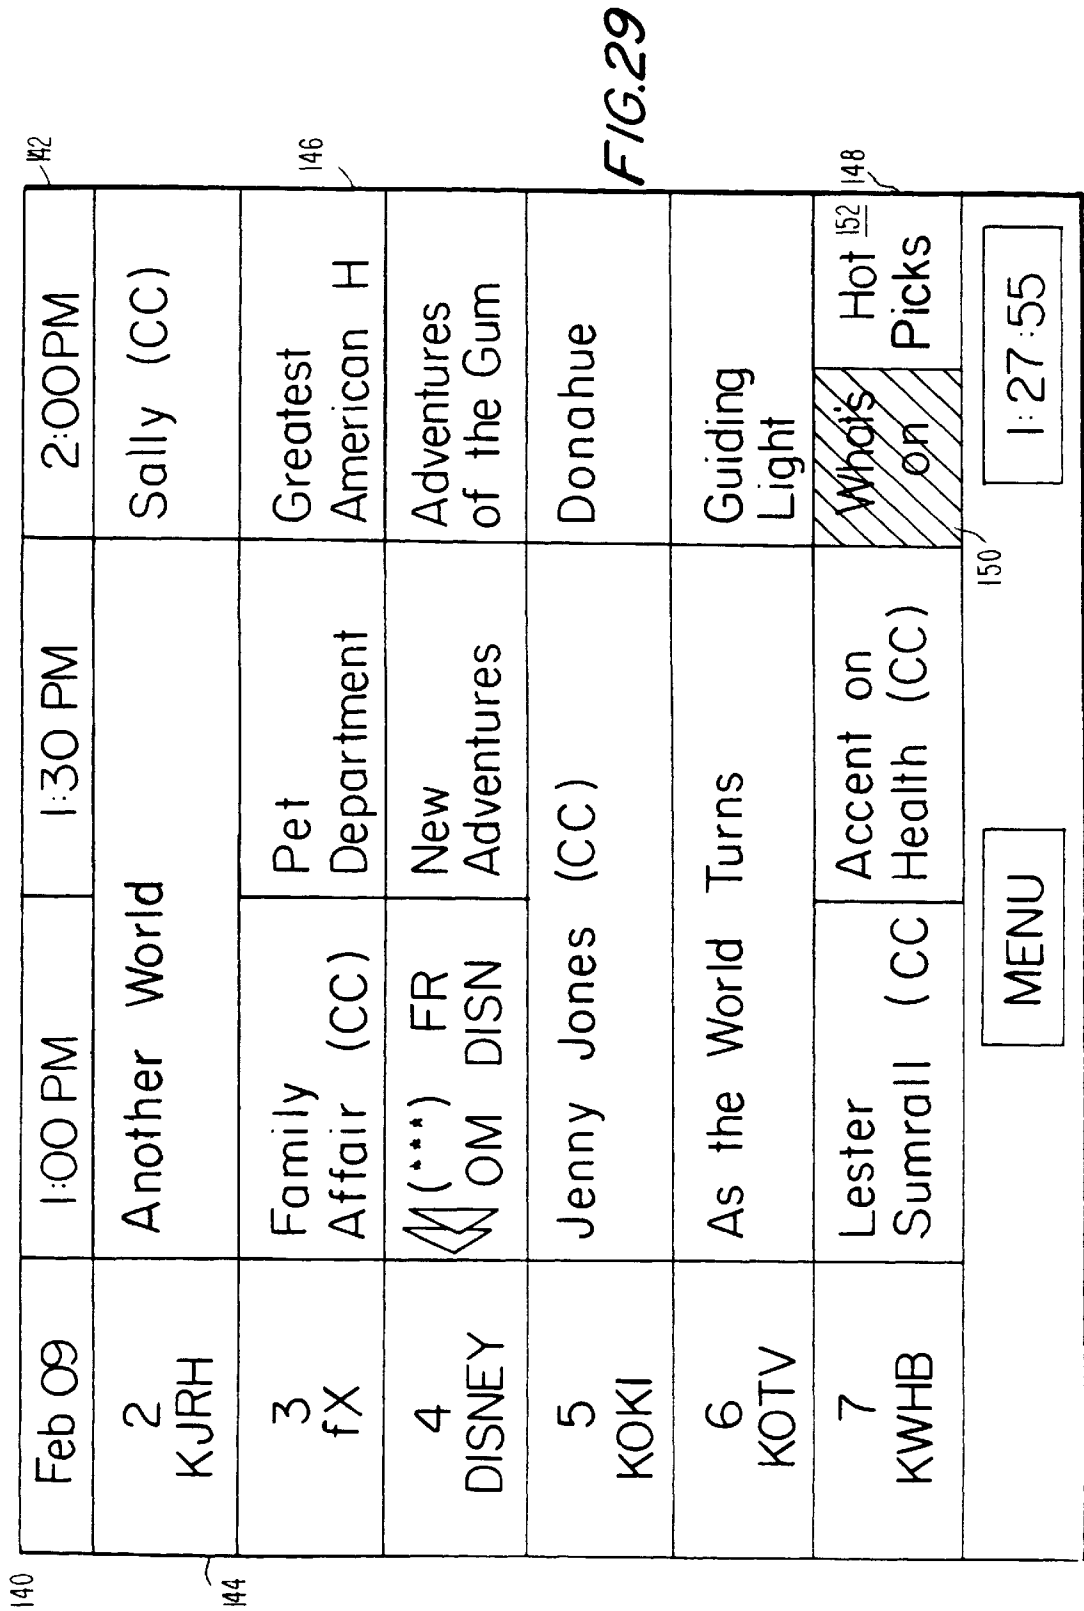 140
142
Feb 09
1:00 PM
1:30 PM
2:00PM
144
2
KJRH
Another World
Sally (CC)
3
fX
Family
Affair (CC)
Pet
Department
Greatest
American H
146
4
DISNEY
(***) FR
OM DISN
New
Adventures
Adventures
of the Gum
5
KOKI
Jenny Jones (CC)
Donahue
6
KOTV
As the World Turns
Guiding
Light
7
KWHB
Lester
Sumrall (CC
Accent on
Health (CC)
What's
on
Hot
Picks
152
148
150
MENU
1:27:55
FIG.29